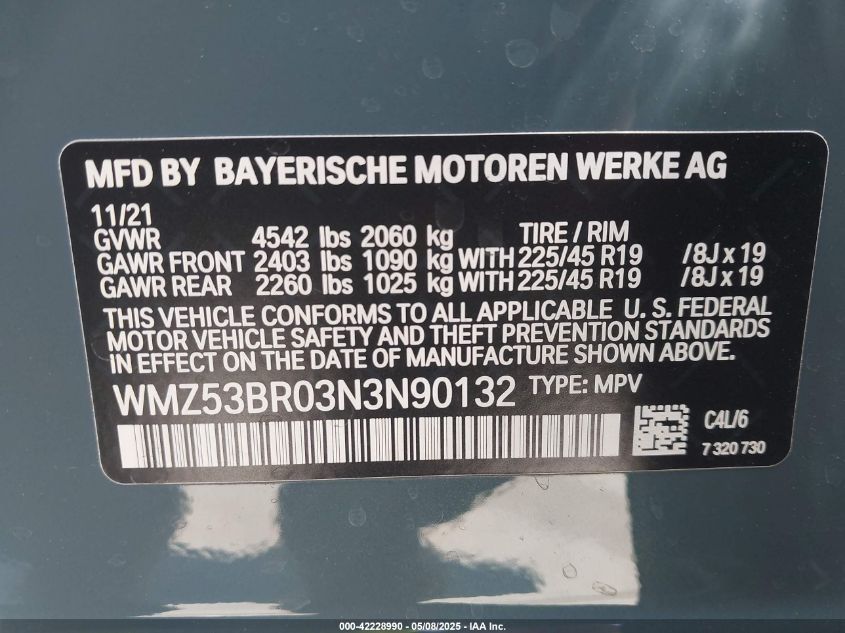 MFD BY BAYERISCHE MOTOREN WERKE AG
11/21
GVWR 4542 lbs 2060 kg TIRE / RIM
GAWR FRONT 2403 lbs 1090 kg WITH 225/45 R19 /8J x 19
GAWR REAR 2260 lbs 1025 kg WITH 225/45 R19 /8J x 19
THIS VEHICLE CONFORMS TO ALL APPLICABLE U. S. FEDERAL
MOTOR VEHICLE SAFETY AND THEFT PREVENTION STANDARDS
IN EFFECT ON THE DATE OF MANUFACTURE SHOWN ABOVE.
WMZ53BR03N3N90132 TYPE: MPV
C4L/6
7 320 730
000-42228990 - 05/08/2025 - IAA Inc.